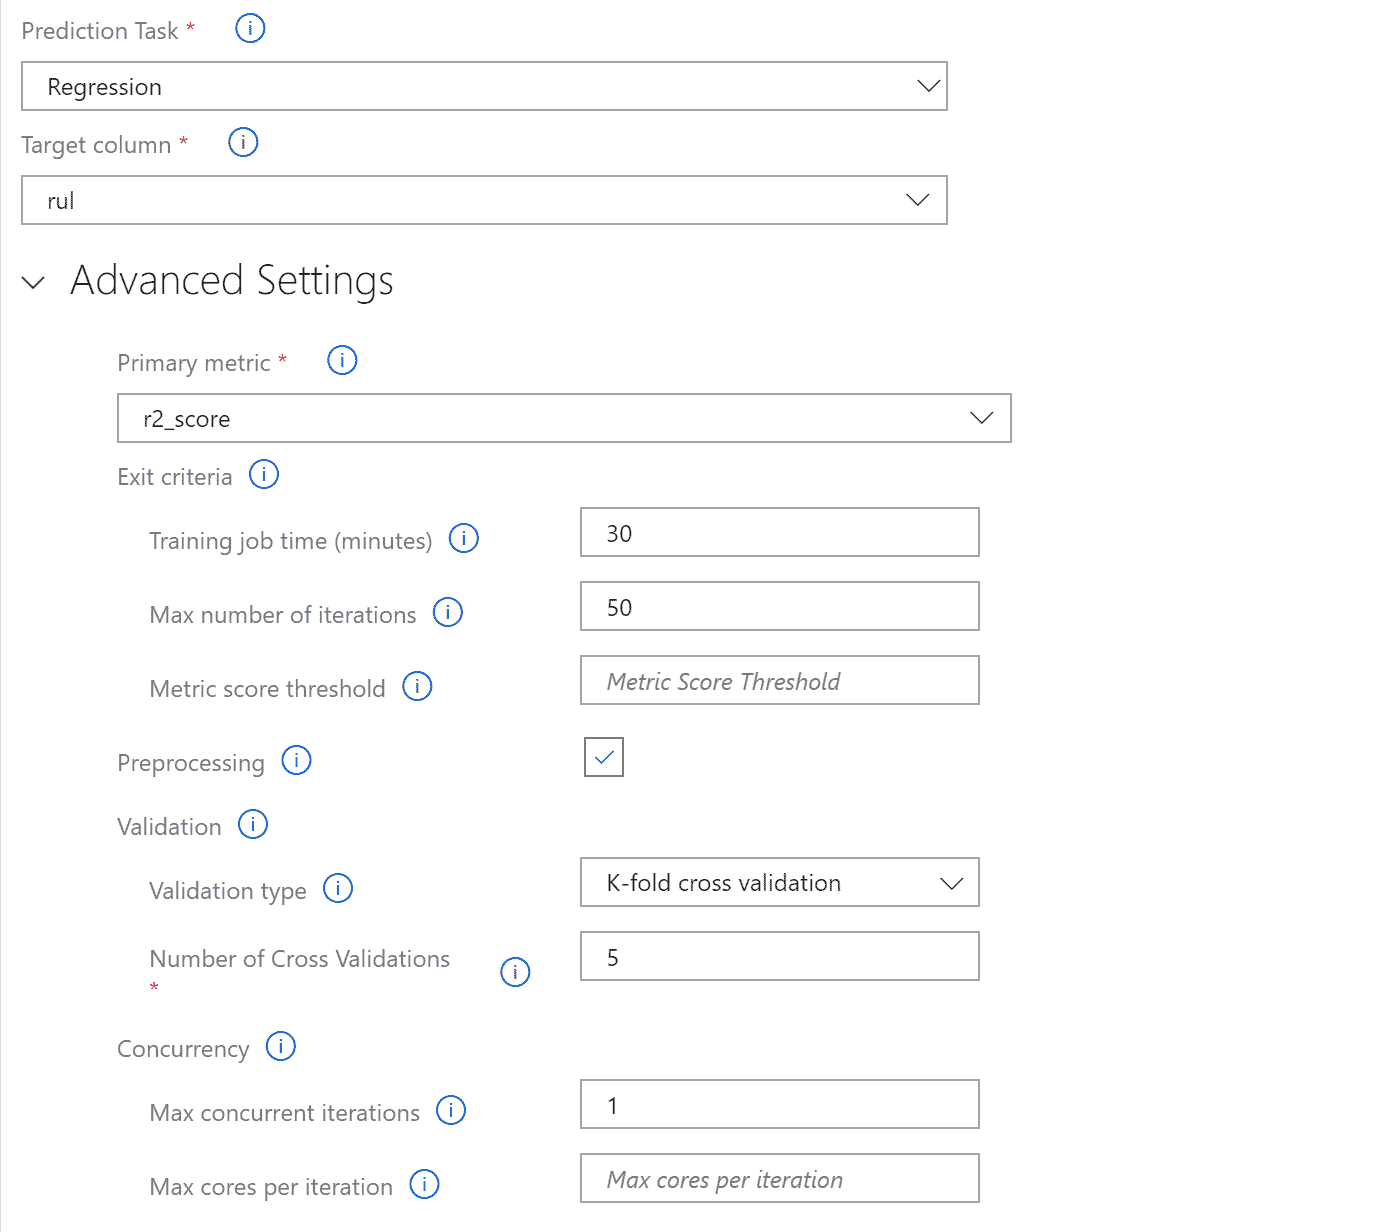 Prediction Task * i
Regression
Target column * i
rul
Advanced Settings
Primary metric * i
r2_score
Exit criteria i
Training job time (minutes) i 30
Max number of iterations i 50
Metric score threshold i Metric Score Threshold
Preprocessing i
Validation i
Validation type i K-fold cross validation
Number of Cross Validations i 5
*
Concurrency i
Max concurrent iterations i 1
Max cores per iteration i Max cores per iteration